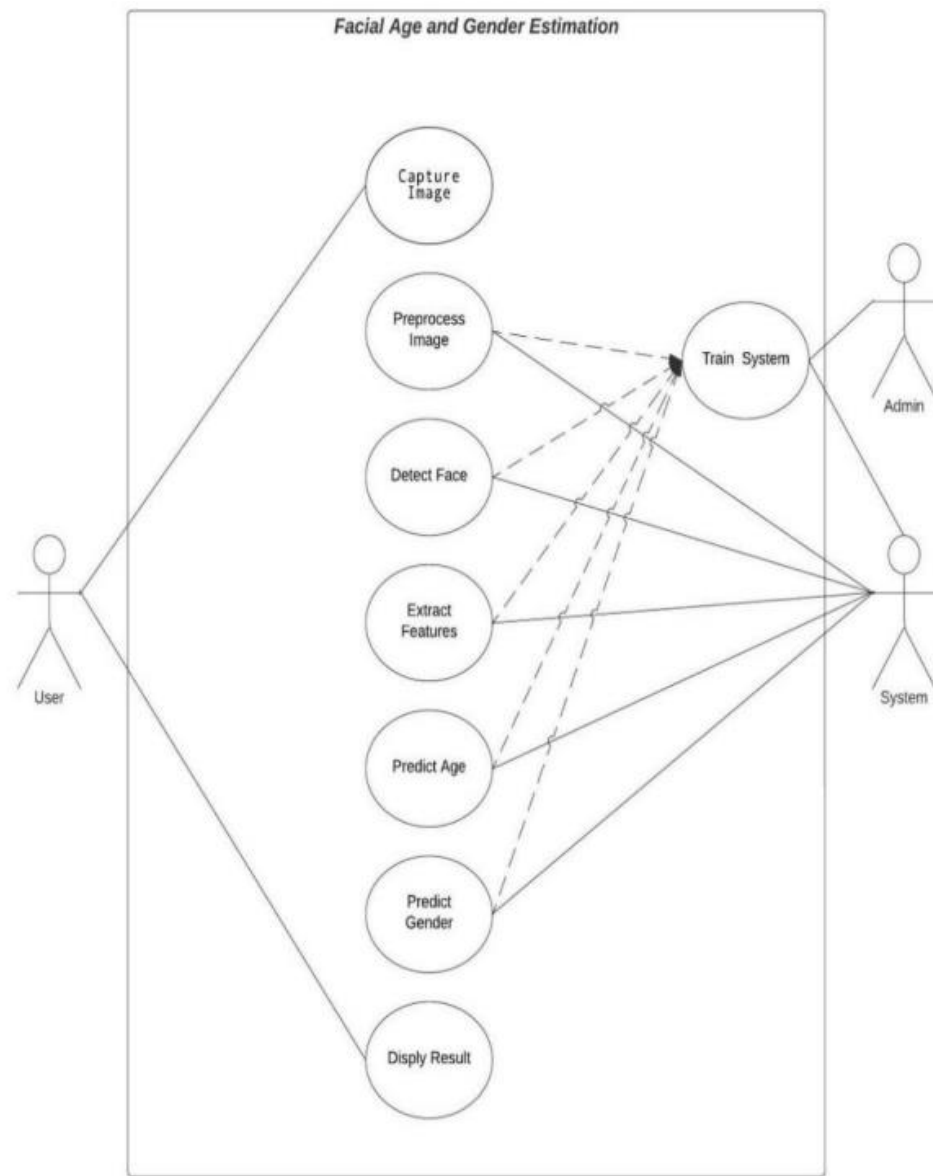 Facial Age and Gender Estimation
Capture
Image
Preprocess
Image
Train System
Admin
Detect Face
Extract
Features
User
System
Predict Age
Predict
Gender
Disply Result